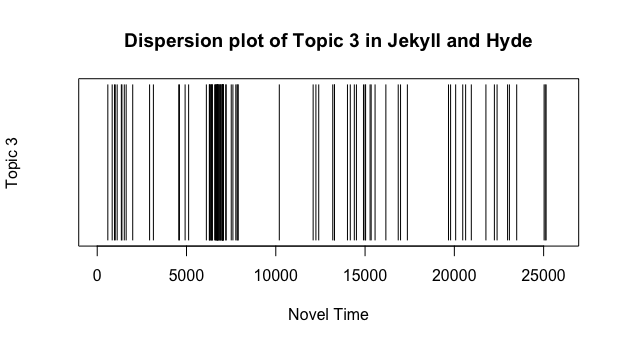 Dispersion plot of Topic 3 in Jekyll and Hyde
Topic 3
0 5000 10000 15000 20000 25000
Novel Time